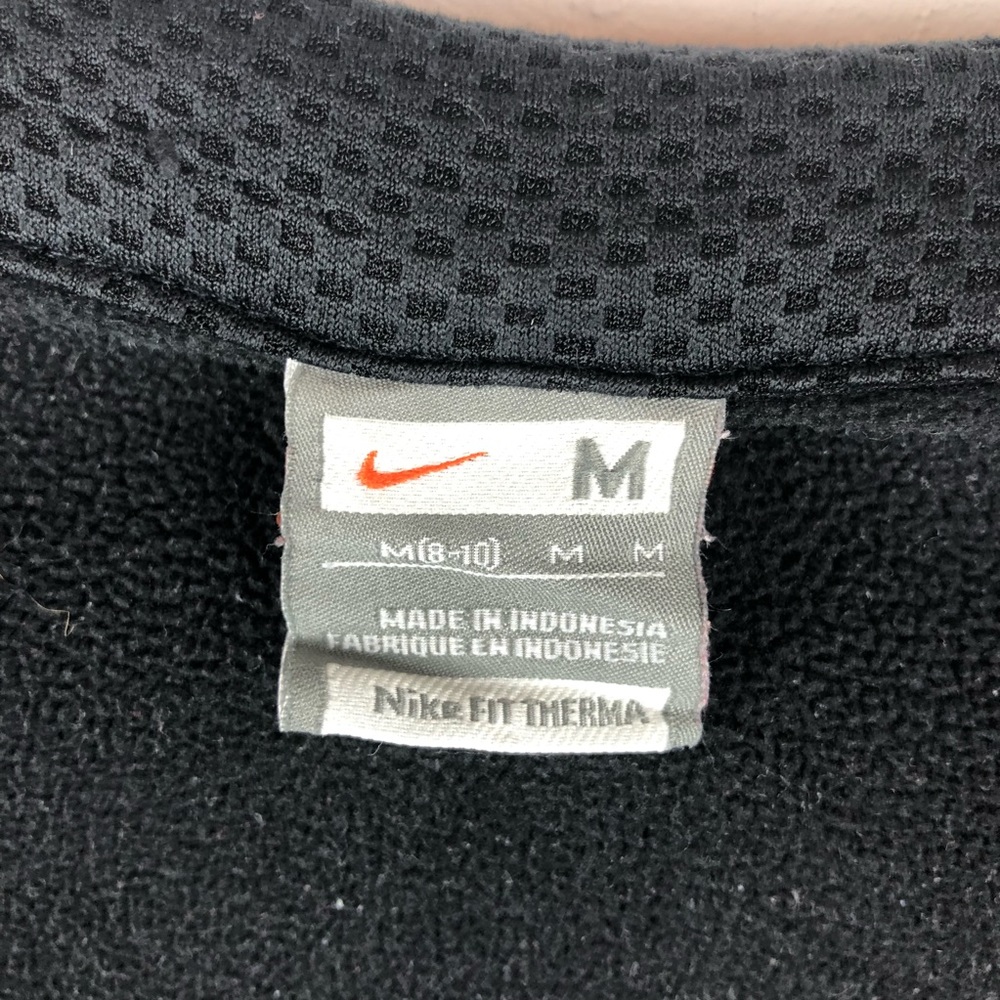 M
M(8-10) M M
MADE IN INDONESIA
FABRIQUE EN INDONESIE
Nike FIT THERMA